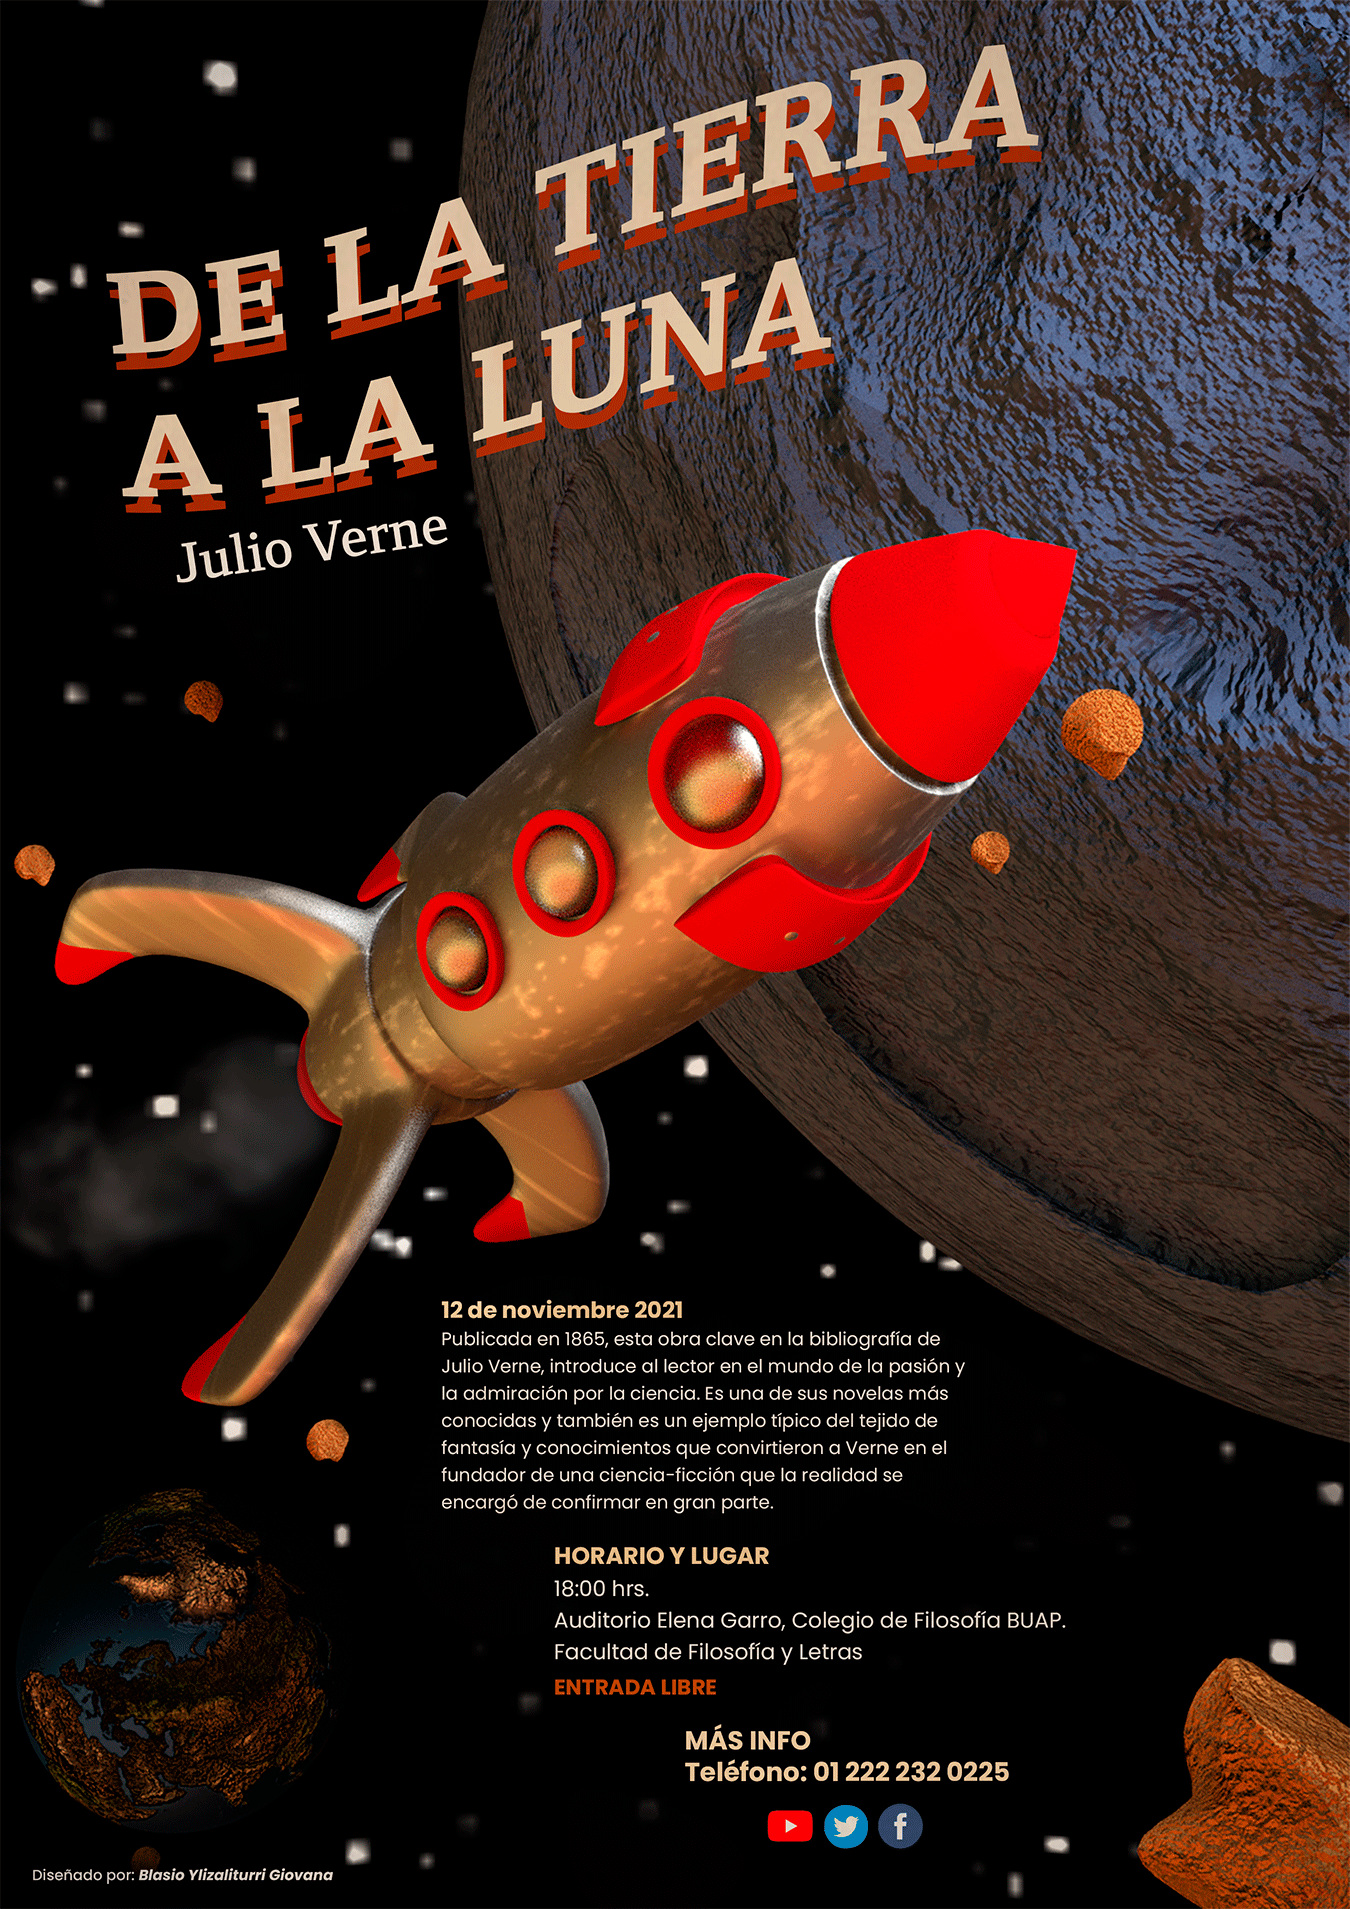 DE LA TIERRA
A LA LUNA
Julio Verne
12 de noviembre 2021
Publicada en 1865, esta obra clave en la bibliografía de
Julio Verne, introduce al lector en el mundo de la pasión y
la admiración por la ciencia. Es una de sus novelas más
conocidas y también es un ejemplo típico del tejido de
fantasía y conocimientos que convirtieron a Verne en el
fundador de una ciencia-ficción que la realidad se
encargó de confirmar en gran parte.
HORARIO Y LUGAR
18:00 hrs.
Auditorio Elena Garro, Colegio de Filosofía BUAP.
Facultad de Filosofía y Letras
ENTRADA LIBRE
MÁS INFO
Teléfono: 01 222 232 0225
Diseñado por: Blasio Ylizaliturri Giovana